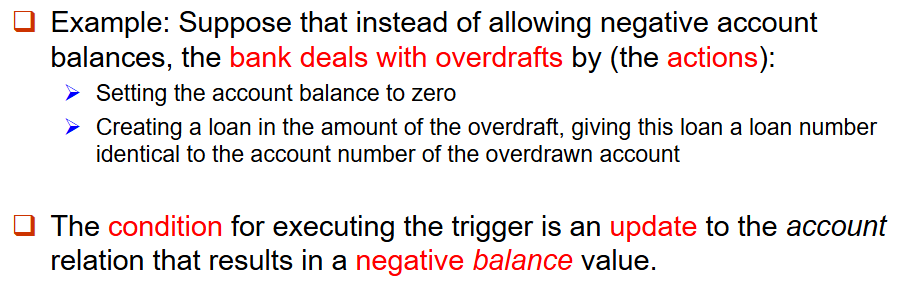 Example: Suppose that instead of allowing negative account
balances, the bank deals with overdrafts by (the actions):
Setting the account balance to zero
Creating a loan in the amount of the overdraft, giving this loan a loan number
identical to the account number of the overdrawn account
The condition for executing the trigger is an update to the account
relation that results in a negative balance value.